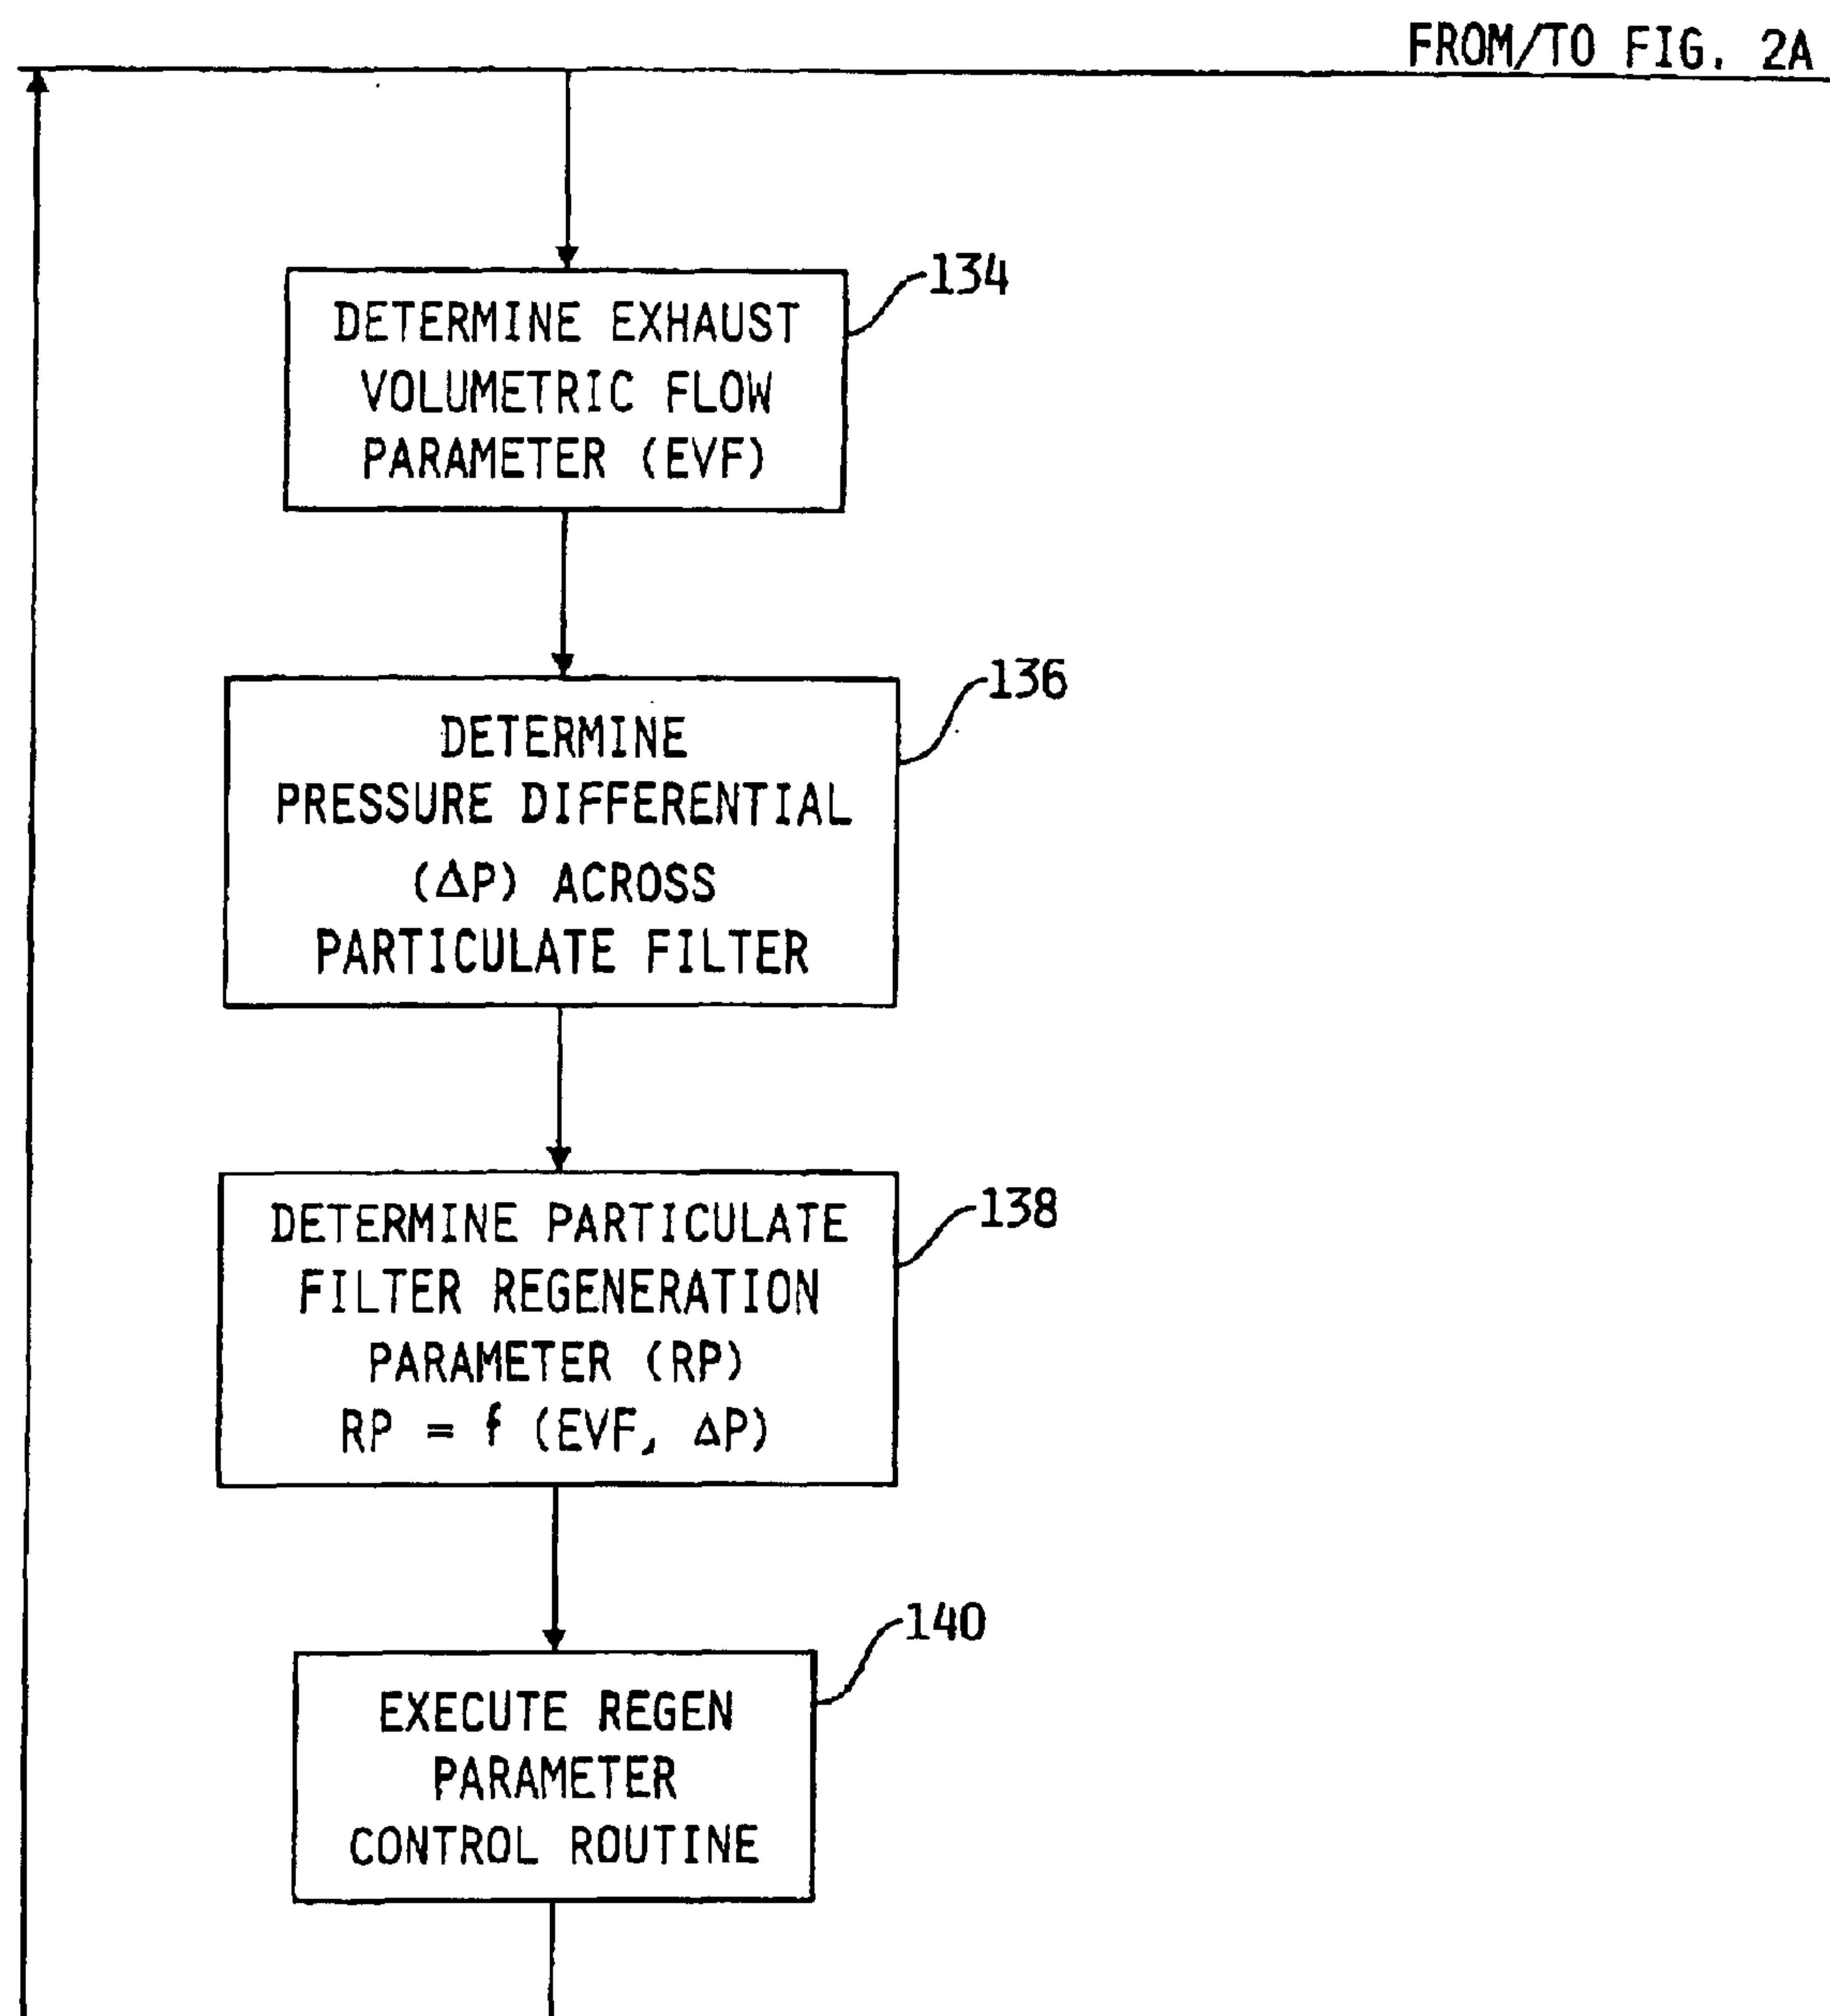 FROM/TO FIG. 2A
134
DETERMINE EXHAUST
VOLUMETRIC FLOW
PARAMETER (EVF)
136
DETERMINE
PRESSURE DIFFERENTIAL
(ΔP) ACROSS
PARTICULATE FILTER
138
DETERMINE PARTICULATE
FILTER REGENERATION
PARAMETER (RP)
RP = f (EVF, ΔP)
140
EXECUTE REGEN
PARAMETER
CONTROL ROUTINE